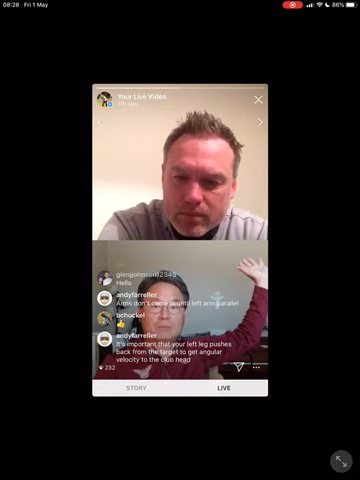 08:28 Fri 1 May
86%
Your Live Video
glennjohnson12345
Hello
andyfarreller
Arms don't come in until left arm parallel
bchuckel
👍
andyfarreller
It's important that your left leg pushes
back from the target to get angular
velocity to the club head
232
STORY LIVE